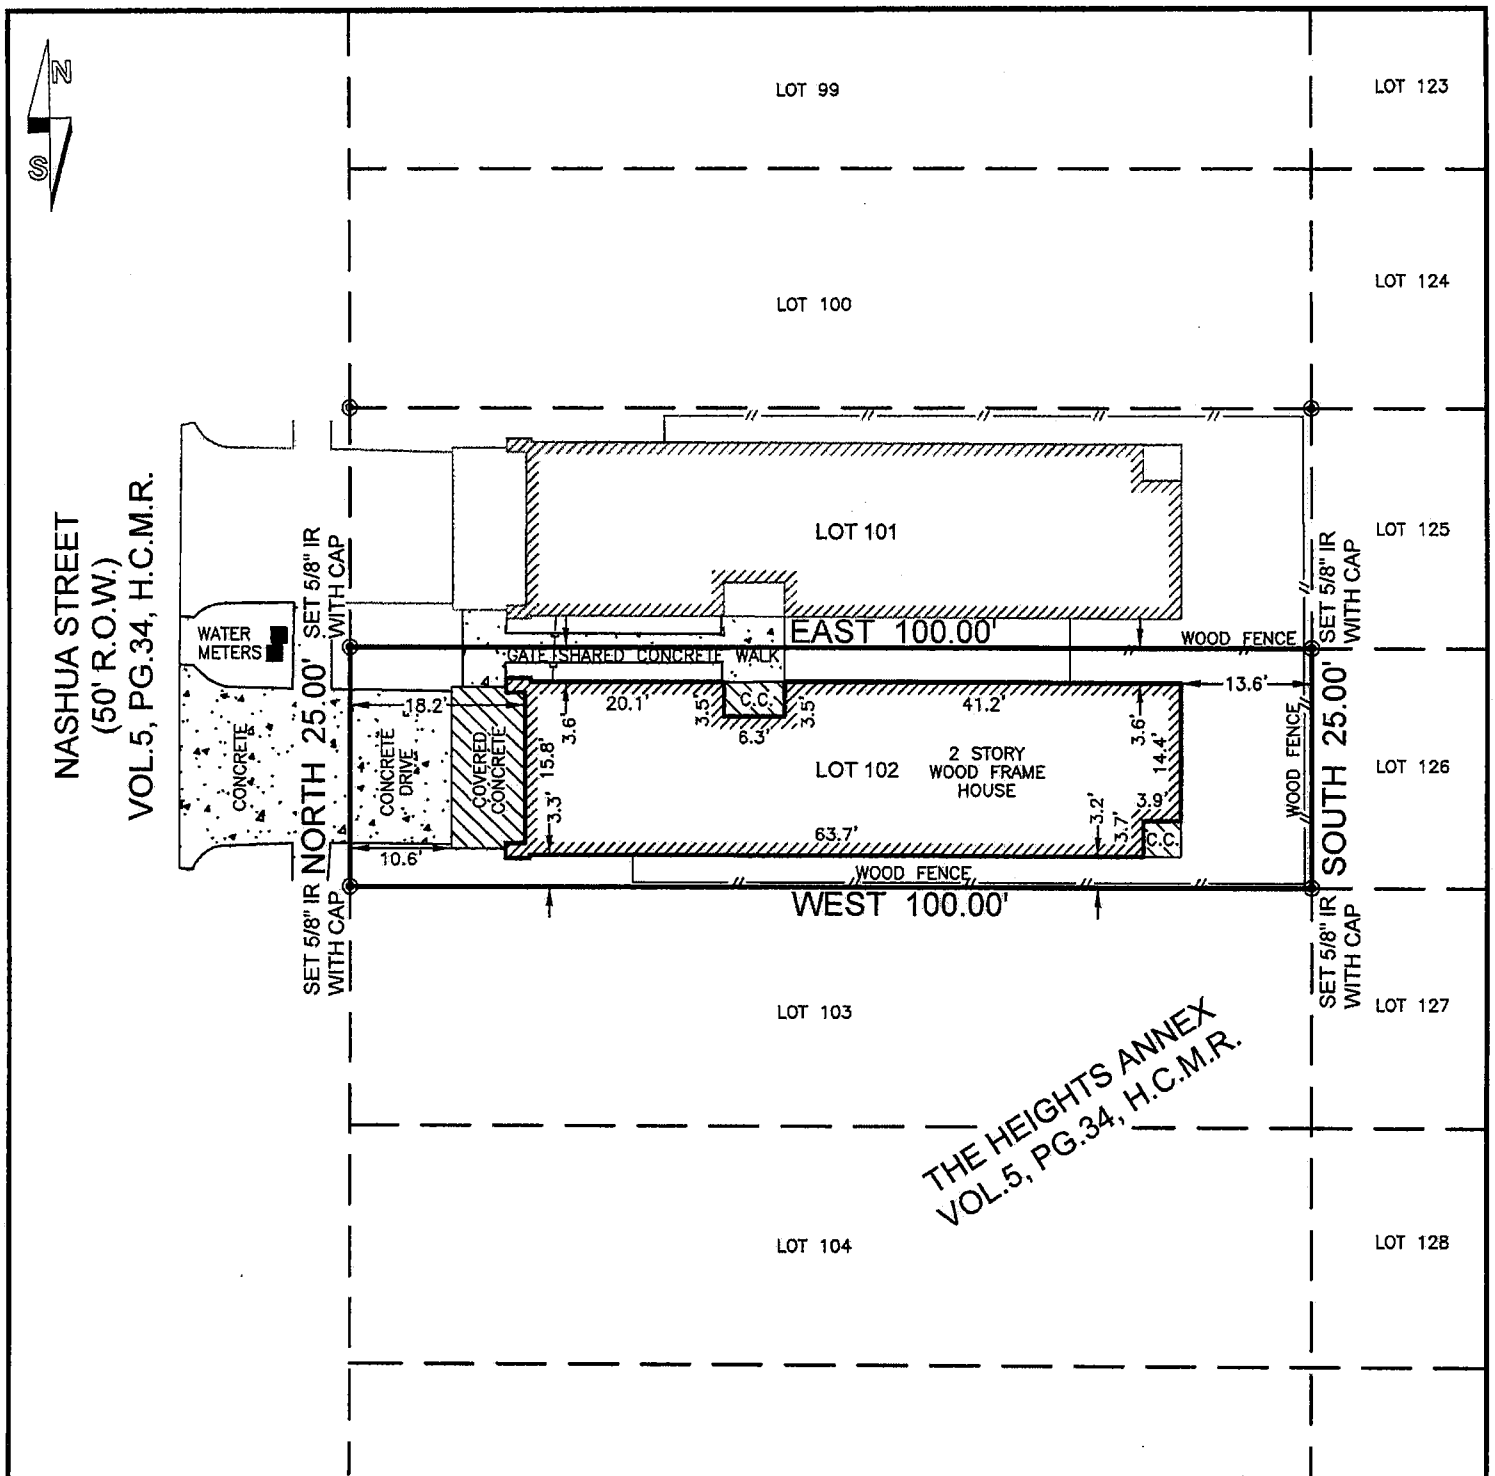 N
S
LOT 99
LOT 123
LOT 100
LOT 124
LOT 101
LOT 125
NASHUA STREET
(50' R.O.W.)
VOL.5, PG.34, H.C.M.R.
SET 5/8" IR
WITH CAP
SET 5/8" IR
WITH CAP
WATER
METERS
EAST 100.00'
WOOD FENCE
GATE SHARED CONCRETE WALK
NORTH 25.00'
SOUTH 25.00'
18.2'
20.1'
C.C.
41.2'
13.6'
3.6'
3.5'
3.5'
6.3'
3.6'
14.4'
WOOD FENCE
CONCRETE
CONCRETE
DRIVE
COVERED
CONCRETE
15.8'
3.3'
LOT 102
2 STORY
WOOD FRAME
HOUSE
LOT 126
3.9'
3.2'
3.7'
C.C.
63.7'
10.6'
WOOD FENCE
WEST 100.00'
SET 5/8" IR
WITH CAP
SET 5/8" IR
WITH CAP
LOT 103
LOT 127
THE HEIGHTS ANNEX
VOL.5, PG.34, H.C.M.R.
LOT 104
LOT 128